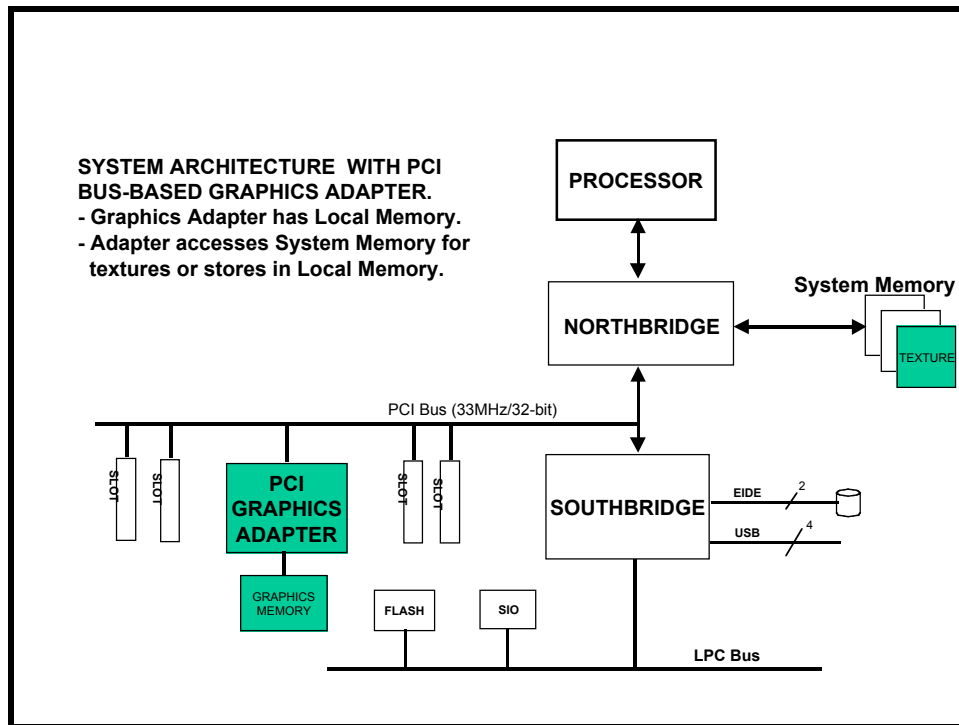 SYSTEM ARCHITECTURE WITH PCI
BUS-BASED GRAPHICS ADAPTER.
- Graphics Adapter has Local Memory.
- Adapter accesses System Memory for
textures or stores in Local Memory.
PROCESSOR
System Memory
NORTHBRIDGE
TEXTURE
PCI Bus (33MHz/32-bit)
SLOT
SLOT
PCI
GRAPHICS
ADAPTER
SLOT
SLOT
SOUTHBRIDGE
EIDE
2
USB
4
GRAPHICS
MEMORY
FLASH
SIO
LPC Bus